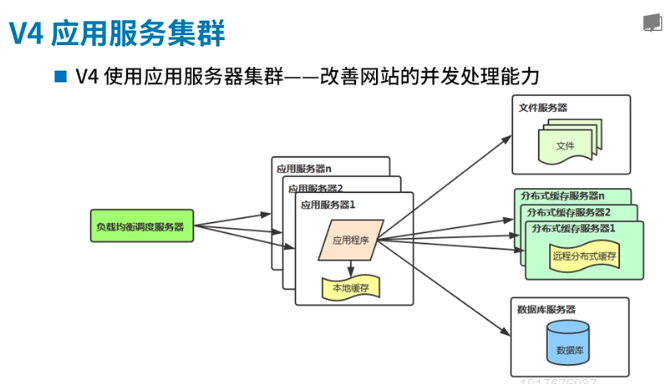 V4 应用服务集群
V4 使用应用服务器集群——改善网站的并发处理能力
文件服务器
文件
应用服务器n
应用服务器2
应用服务器1
负载均衡调度服务器
应用程序
本地缓存
分布式缓存服务器n
分布式缓存服务器2
分布式缓存服务器1
远程分布式缓存
数据库服务器
数据库